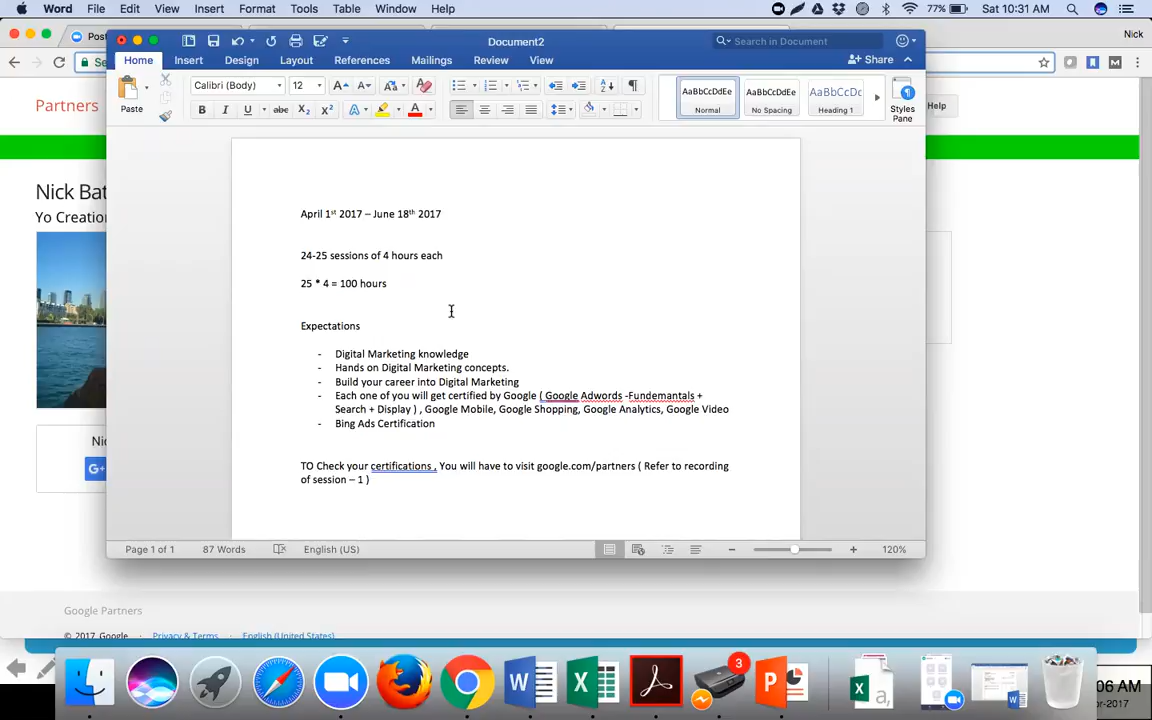 Word File Edit View Insert Format Tools Table Window Help 77% Sat 10:31 AM
Post Nick
Document2 Search in Document
Home Insert Design Layout References Mailings Review View Share
Paste Calibri (Body) 12
AaBbCcDdEe AaBbCcDdEe AaBbCcDc
Normal No Spacing Heading 1 Styles Pane
Partners Help
Nick Bat
Yo Creation
Nic
G+
April 1st 2017 – June 18th 2017
24-25 sessions of 4 hours each
25 * 4 = 100 hours
Expectations
- Digital Marketing knowledge
- Hands on Digital Marketing concepts.
- Build your career into Digital Marketing
- Each one of you will get certified by Google ( Google Adwords -Fundemantals +
Search + Display ) , Google Mobile, Google Shopping, Google Analytics, Google Video
- Bing Ads Certification
TO Check your certifications , You will have to visit google.com/partners ( Refer to recording
of session – 1 )
Page 1 of 1 87 Words English (US) 120%
Google Partners
© 2017 Google Privacy & Terms English (United States)
3
06 AM
pr-2017